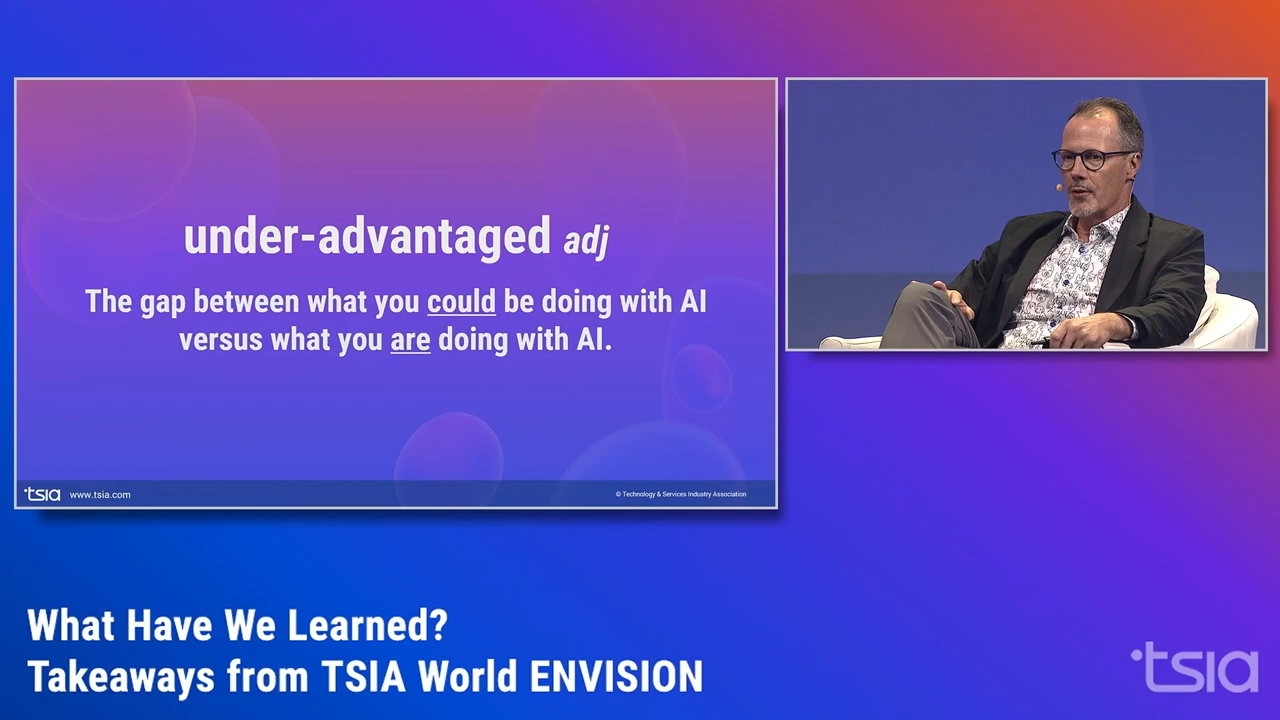 under-advantaged adj
The gap between what you could be doing with AI
versus what you are doing with AI.
tsia www.tsia.com
© Technology & Services Industry Association
What Have We Learned?
Takeaways from TSIA World ENVISION
tsia